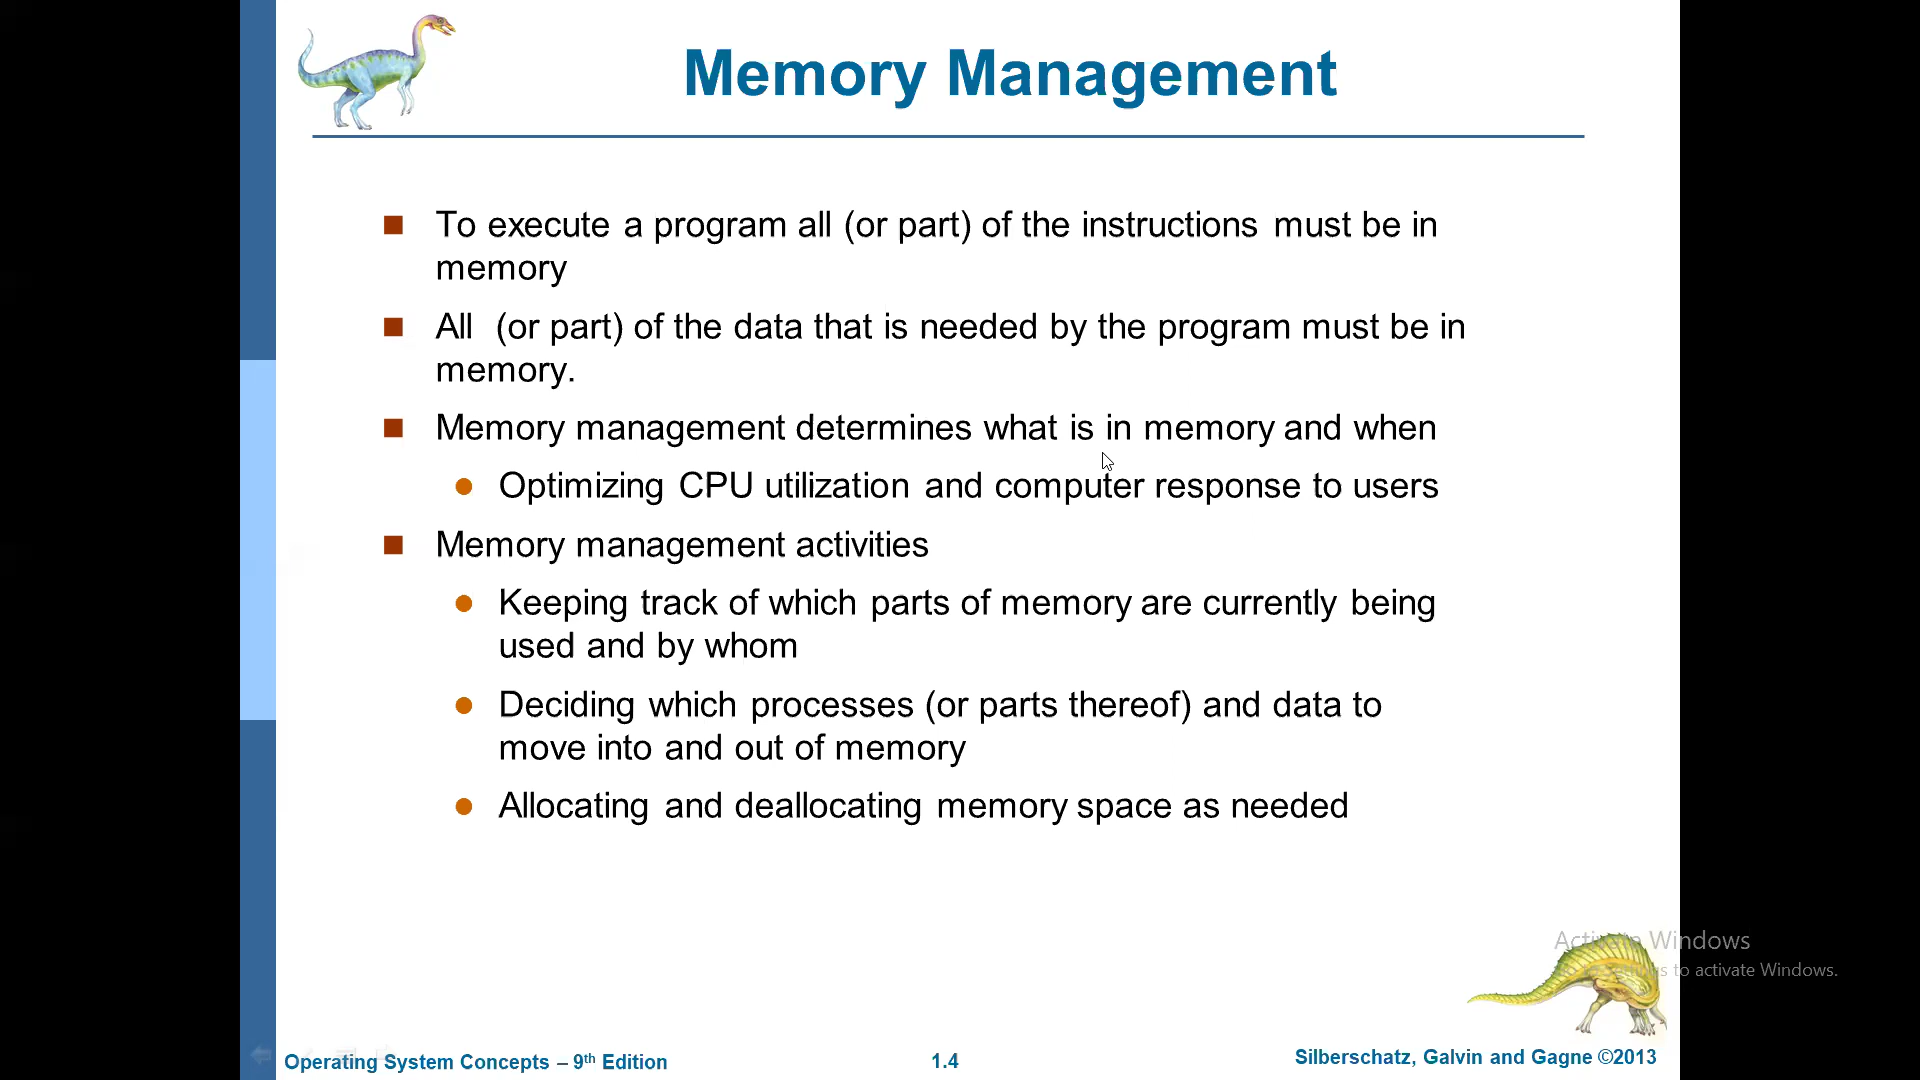 Memory Management
To execute a program all (or part) of the instructions must be in
memory
All (or part) of the data that is needed by the program must be in
memory.
Memory management determines what is in memory and when
Optimizing CPU utilization and computer response to users
Memory management activities
Keeping track of which parts of memory are currently being
used and by whom
Deciding which processes (or parts thereof) and data to
move into and out of memory
Allocating and deallocating memory space as needed
Activate Windows
to activate Windows.
Operating System Concepts – 9th Edition
1.4
Silberschatz, Galvin and Gagne ©2013